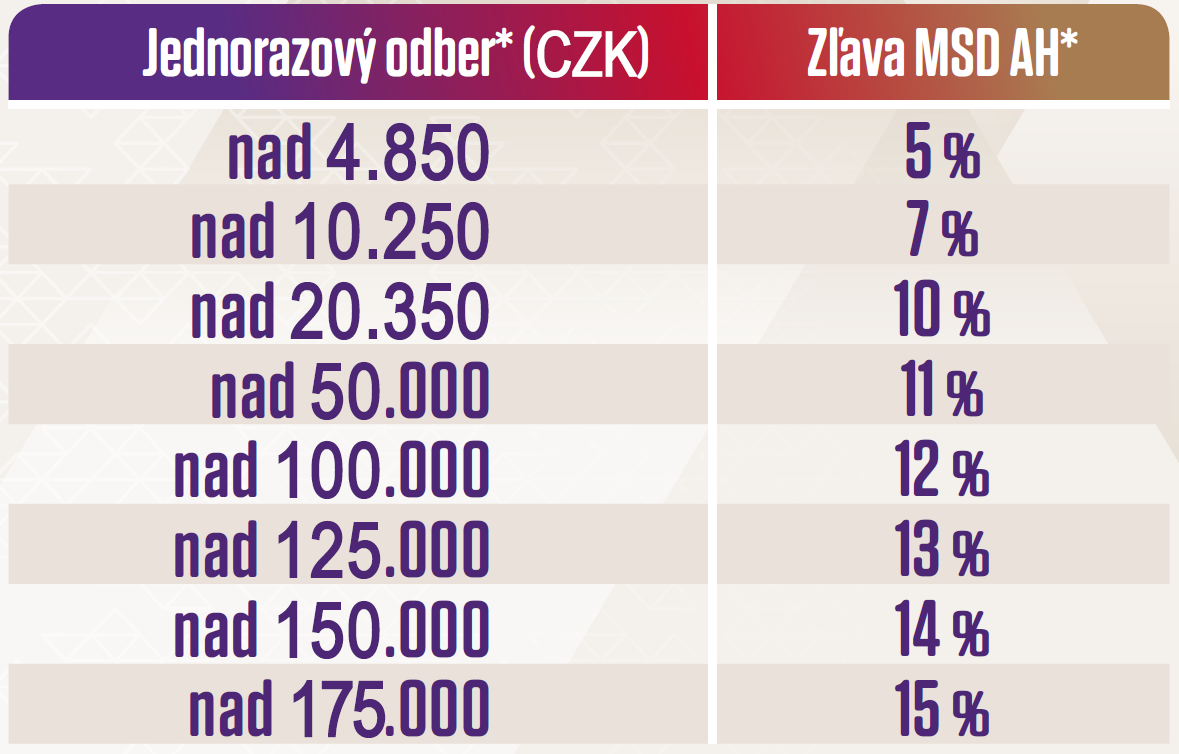 Jednorazový odber* (CZK) Zľava MSD AH*
nad 4.850 5 %
nad 10.250 7 %
nad 20.350 10 %
nad 50.000 11 %
nad 100.000 12 %
nad 125.000 13 %
nad 150.000 14 %
nad 175.000 15 %